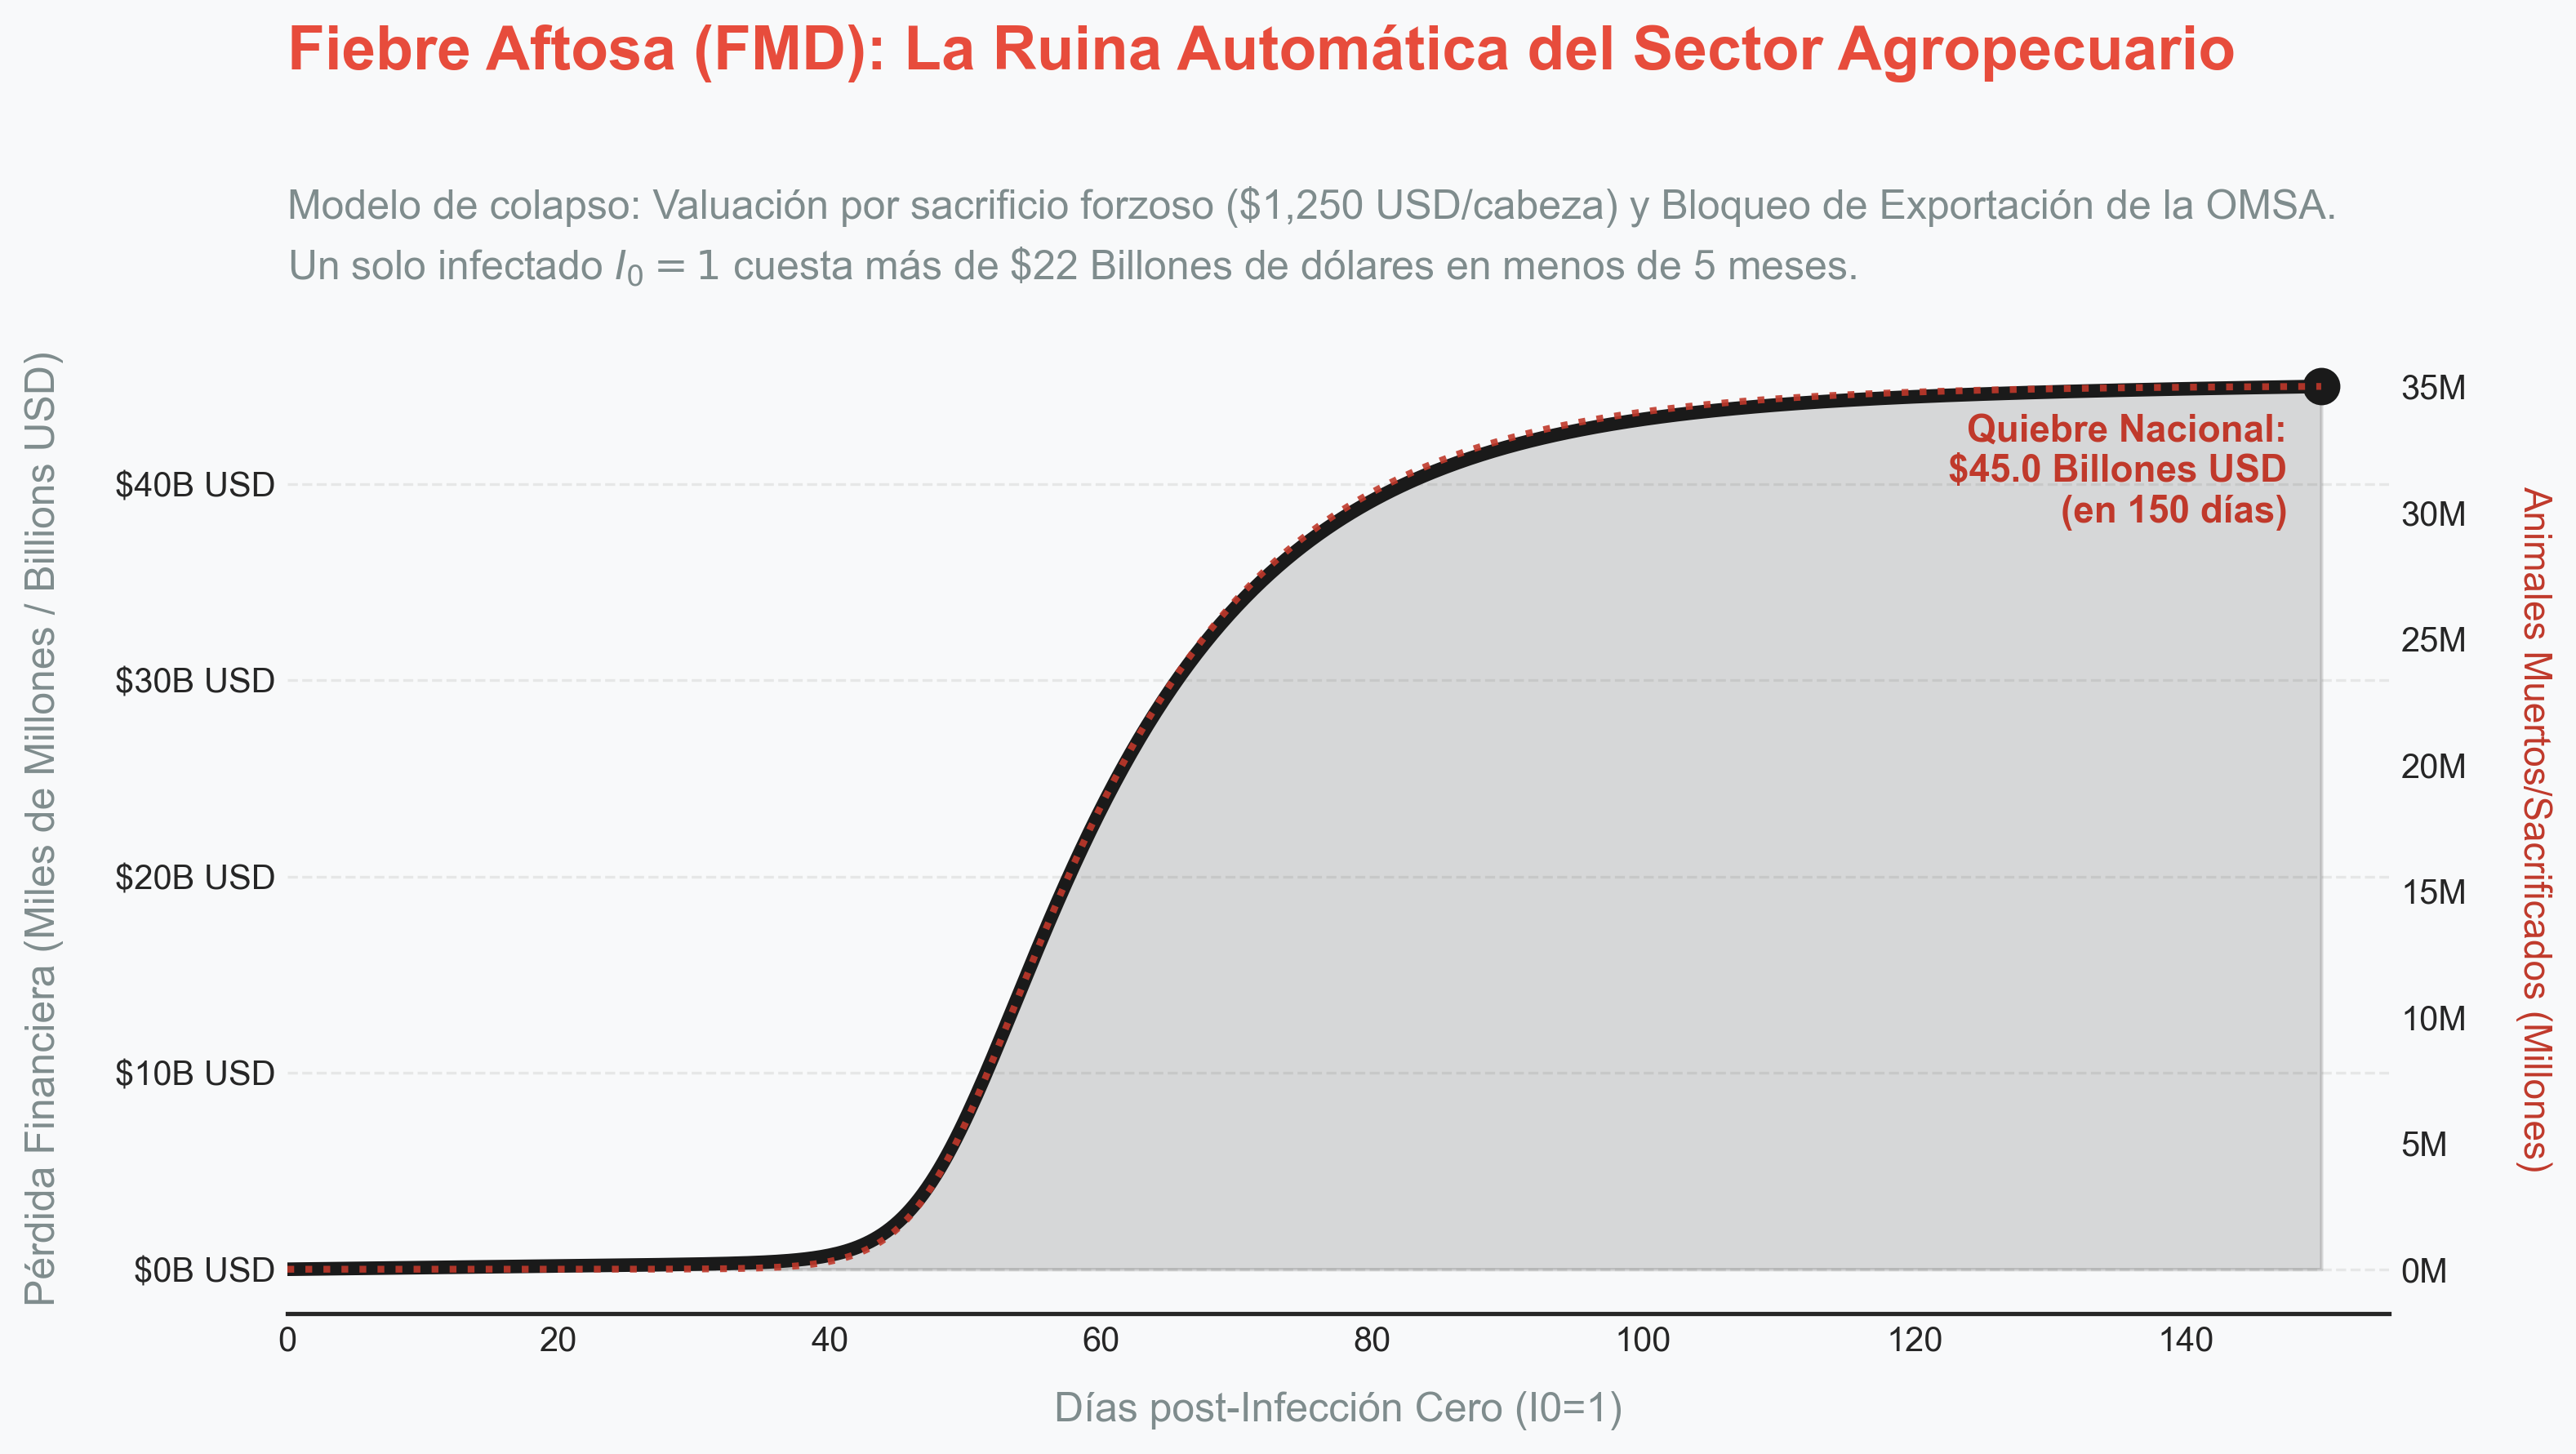 Fiebre Aftosa (FMD): La Ruina Automática del Sector Agropecuario
Modelo de colapso: Valuación por sacrificio forzoso ($1,250 USD/cabeza) y Bloqueo de Exportación de la OMSA.
Un solo infectado I₀ = 1 cuesta más de $22 Billones de dólares en menos de 5 meses.
Pérdida Financiera (Miles de Millones / Billions USD)
$40B USD
$30B USD
$20B USD
$10B USD
$0B USD
Quiebre Nacional:
$45.0 Billones USD
(en 150 días)
35M
30M
25M
20M
15M
10M
5M
0M
Animales Muertos/Sacrificados (Millones)
0 20 40 60 80 100 120 140
Días post-Infección Cero (I0=1)